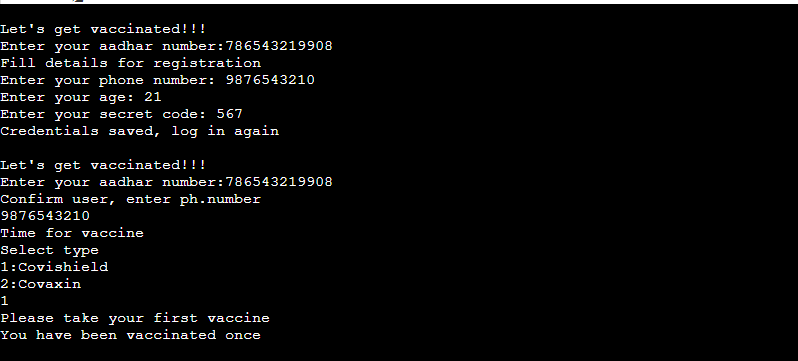 Let's get vaccinated!!!
Enter your aadhar number:786543219908
Fill details for registration
Enter your phone number: 9876543210
Enter your age: 21
Enter your secret code: 567
Credentials saved, log in again
Let's get vaccinated!!!
Enter your aadhar number:786543219908
Confirm user, enter ph.number
9876543210
Time for vaccine
Select type
1:Covishield
2:Covaxin
1
Please take your first vaccine
You have been vaccinated once